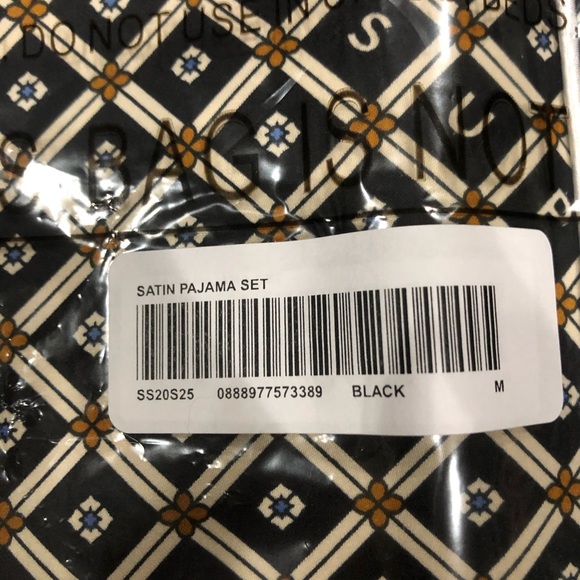 DO NOT USE IN
S
U
BAG IS NOT
SATIN PAJAMA SET
SS20S25 0888977573389 BLACK M